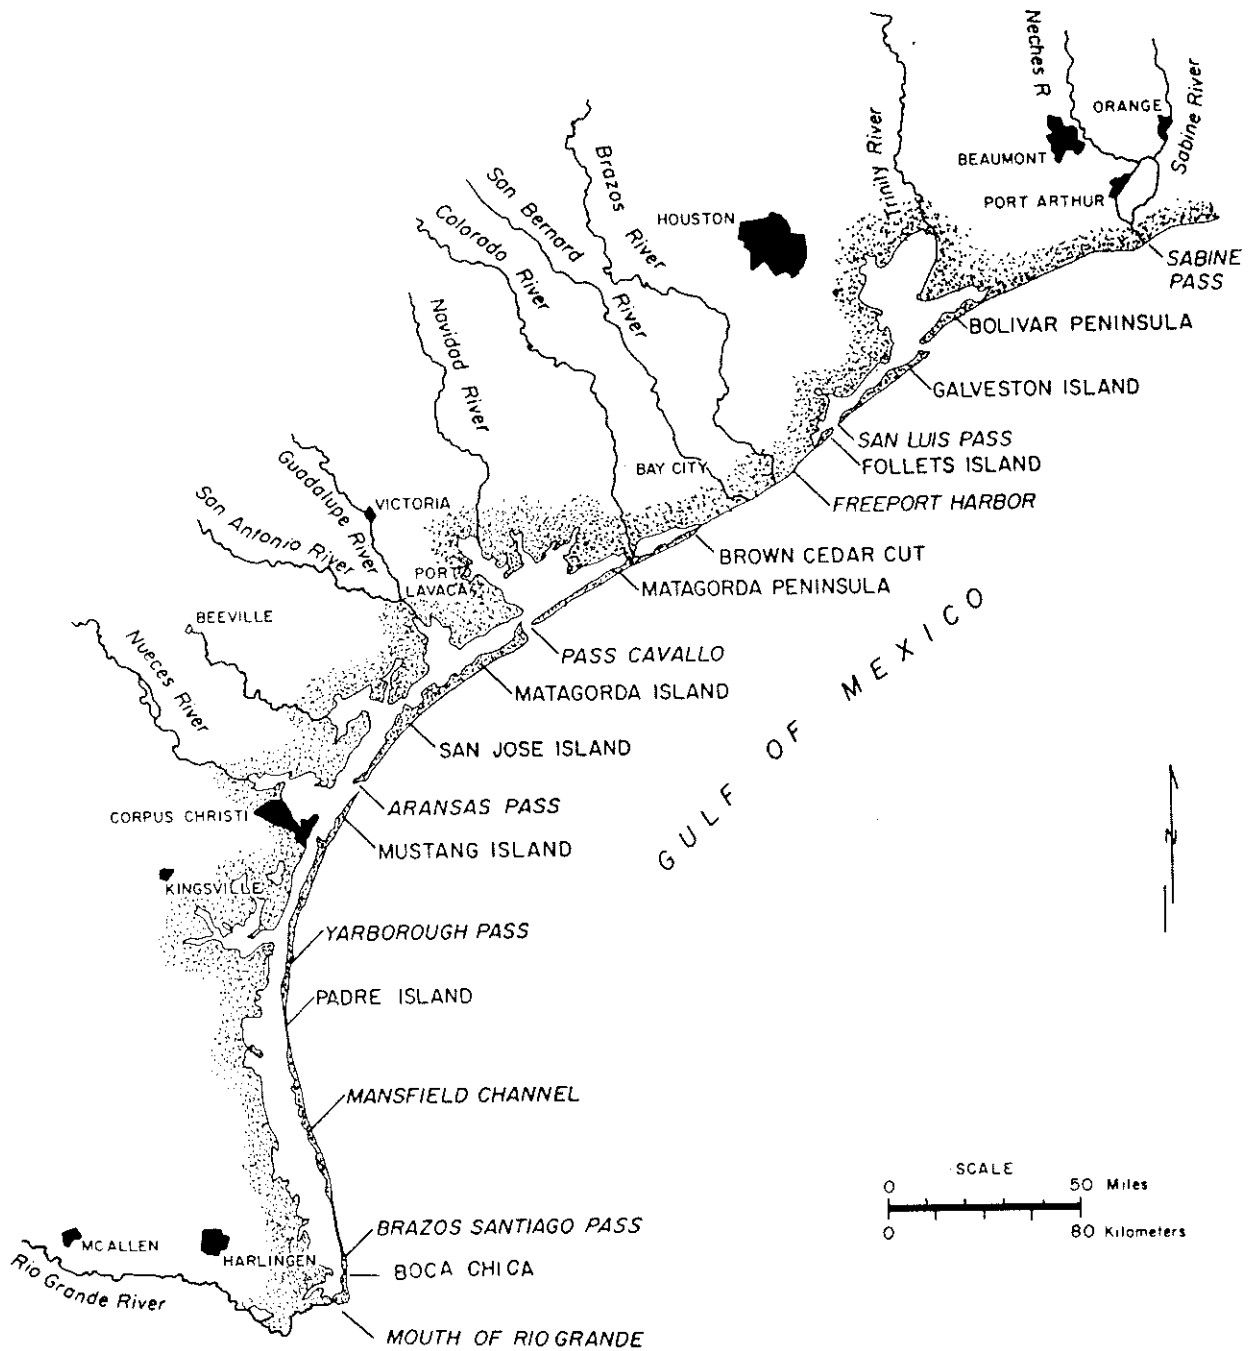 Neches R
ORANGE
Sabine River
BEAUMONT
PORT ARTHUR
SABINE
PASS
Trinity River
HOUSTON
Brazos
River
San Bernard
River
Colorado
River
Navidad River
BOLIVAR PENINSULA
GALVESTON ISLAND
SAN LUIS PASS
FOLLETS ISLAND
FREEPORT HARBOR
BAY CITY
Guadalupe River
VICTORIA
San Antonio River
BROWN CEDAR CUT
MATAGORDA PENINSULA
PORT
LAVACA
BEEVILLE
Nueces River
PASS CAVALLO
MATAGORDA ISLAND
SAN JOSE ISLAND
GULF OF MEXICO
ARANSAS PASS
CORPUS CHRISTI
MUSTANG ISLAND
N
KINGSVILLE
YARBOROUGH PASS
PADRE ISLAND
MANSFIELD CHANNEL
SCALE
0 50 Miles
0 80 Kilometers
BRAZOS SANTIAGO PASS
MCALLEN
HARLINGEN
BOCA CHICA
Rio Grande River
MOUTH OF RIO GRANDE